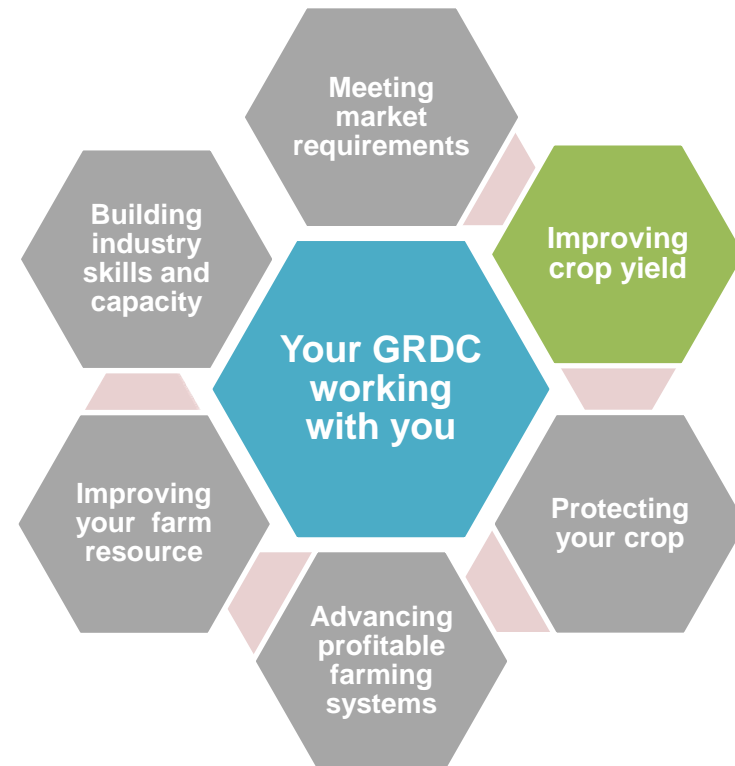 Meeting
market
requirements
Improving
crop yield
Building
industry
skills and
capacity
Your GRDC
working
with you
Improving
your farm
resource
Protecting
your crop
Advancing
profitable
farming
systems